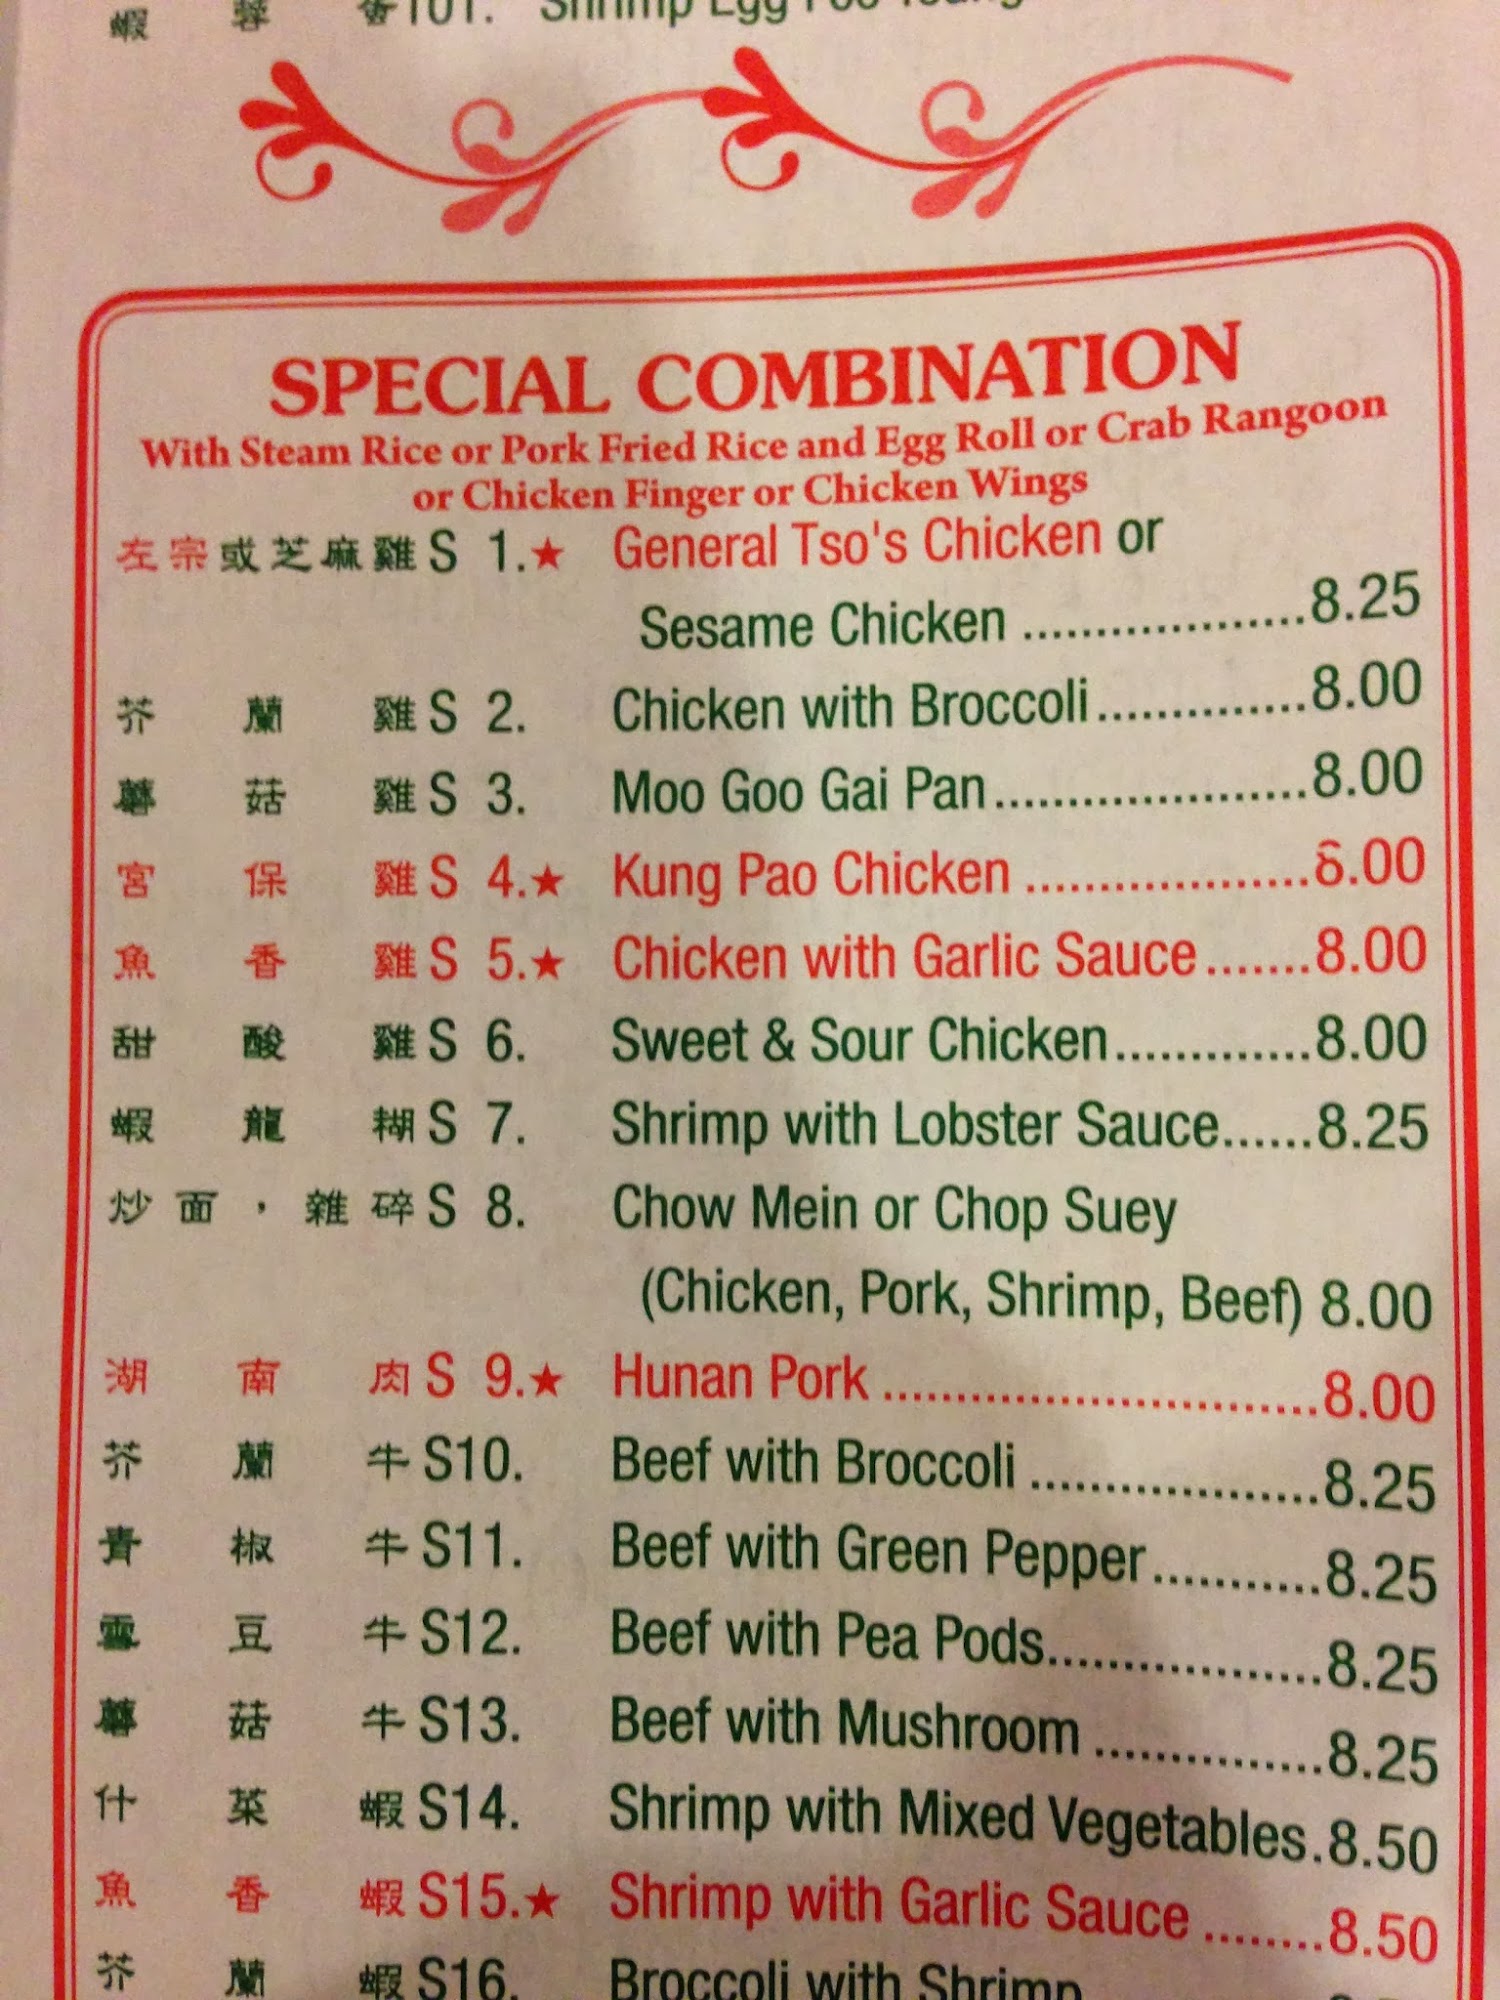 蝦 蓉 蛋 101. Shrimp Egg Foo Young
SPECIAL COMBINATION
With Steam Rice or Pork Fried Rice and Egg Roll or Crab Rangoon
or Chicken Finger or Chicken Wings
左宗或芝麻雞 S 1.★ General Tso's Chicken or
Sesame Chicken ...................8.25
芥 蘭 雞 S 2. Chicken with Broccoli..............8.00
蘑 菇 雞 S 3. Moo Goo Gai Pan.....................8.00
宮 保 雞 S 4.★ Kung Pao Chicken ...................8.00
魚 香 雞 S 5.★ Chicken with Garlic Sauce.......8.00
甜 酸 雞 S 6. Sweet & Sour Chicken.............8.00
蝦 龍 糊 S 7. Shrimp with Lobster Sauce......8.25
炒面，雜碎 S 8. Chow Mein or Chop Suey
(Chicken, Pork, Shrimp, Beef) 8.00
湖 南 肉 S 9.★ Hunan Pork .............................8.00
芥 蘭 牛 S10. Beef with Broccoli ...................8.25
青 椒 牛 S11. Beef with Green Pepper...........8.25
雪 豆 牛 S12. Beef with Pea Pods..................8.25
蘑 菇 牛 S13. Beef with Mushroom ...............8.25
什 菜 蝦 S14. Shrimp with Mixed Vegetables.8.50
魚 香 蝦 S15.★ Shrimp with Garlic Sauce ........8.50
芥 蘭 蝦 S16. Broccoli with Shrimp